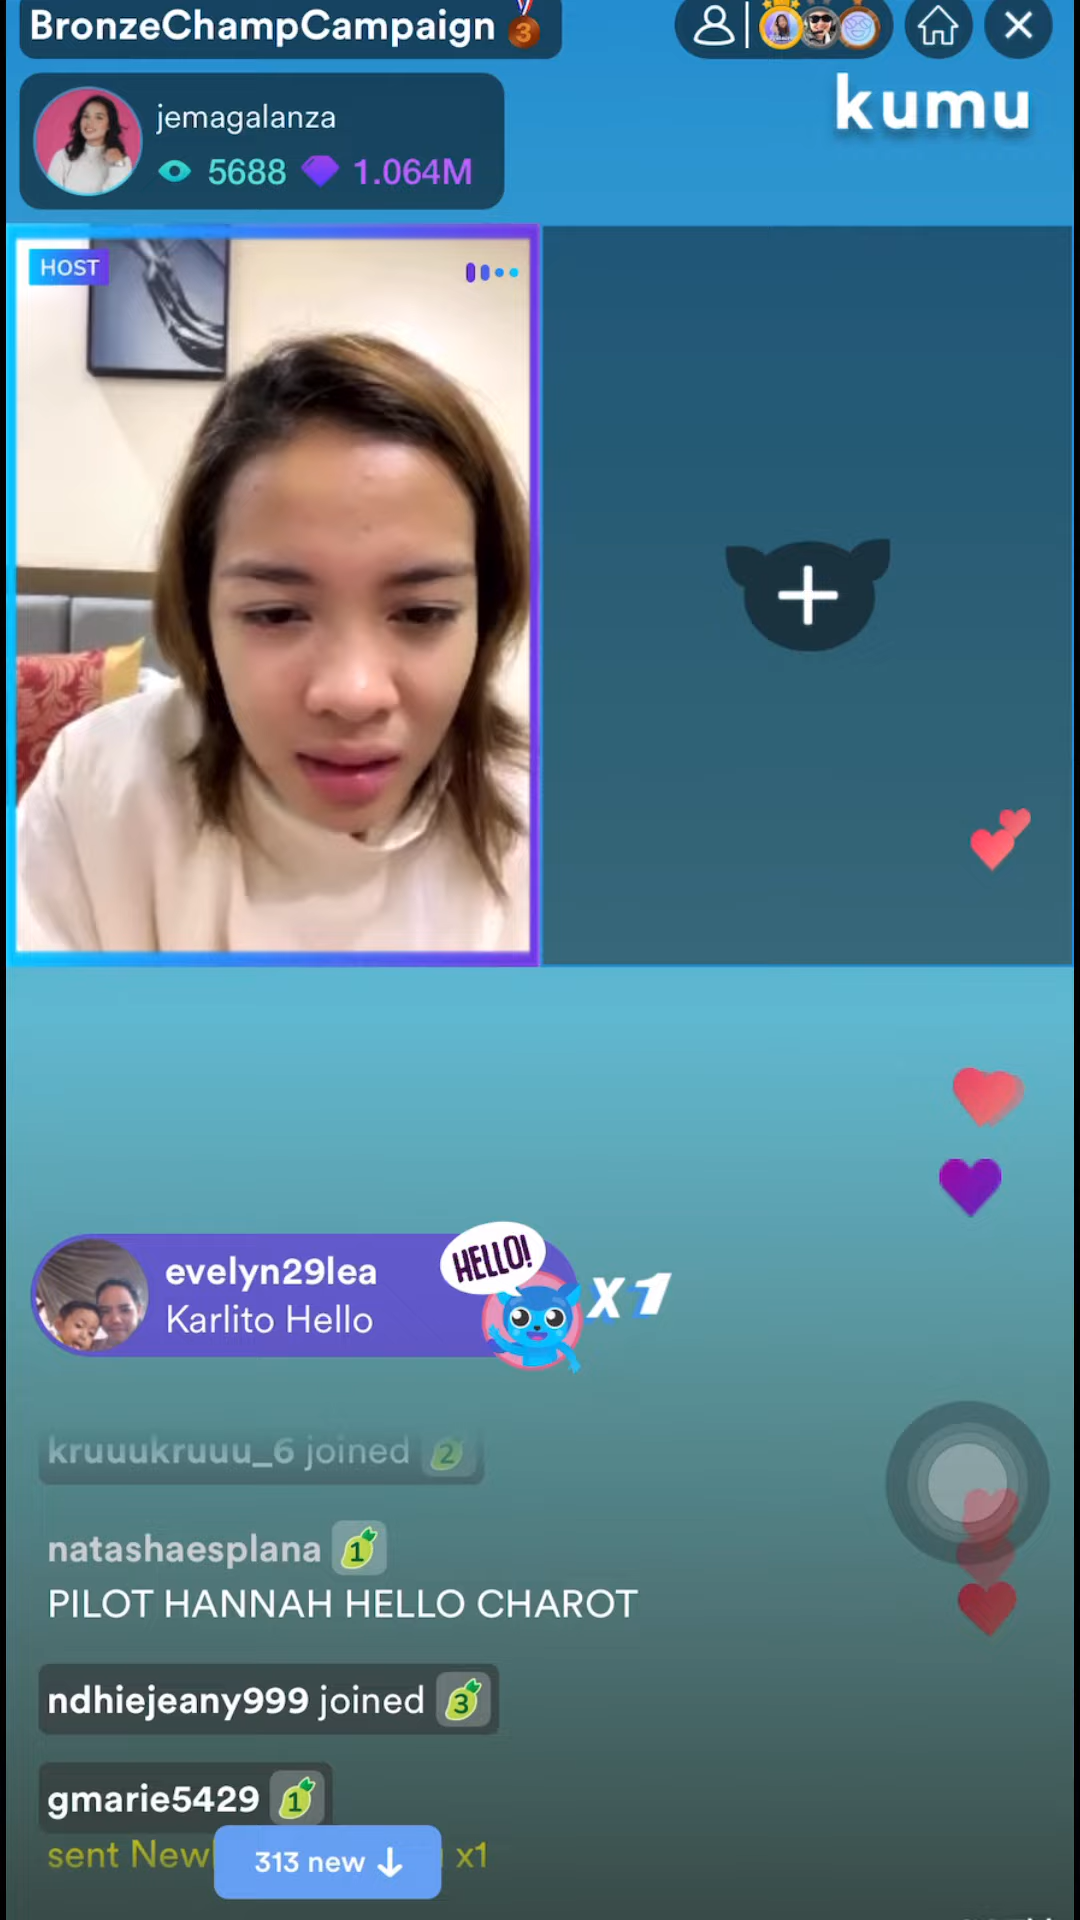 BronzeChampCampaign 3
jemagalanza
5688 1.064M
kumu
HOST
HELLO!
evelyn29lea
Karlito Hello
x1
kruuukruuu_6 joined 2
natashaesplana 1
PILOT HANNAH HELLO CHAROT
ndhiejeany999 joined 3
gmarie5429 1
sent x1
313 new